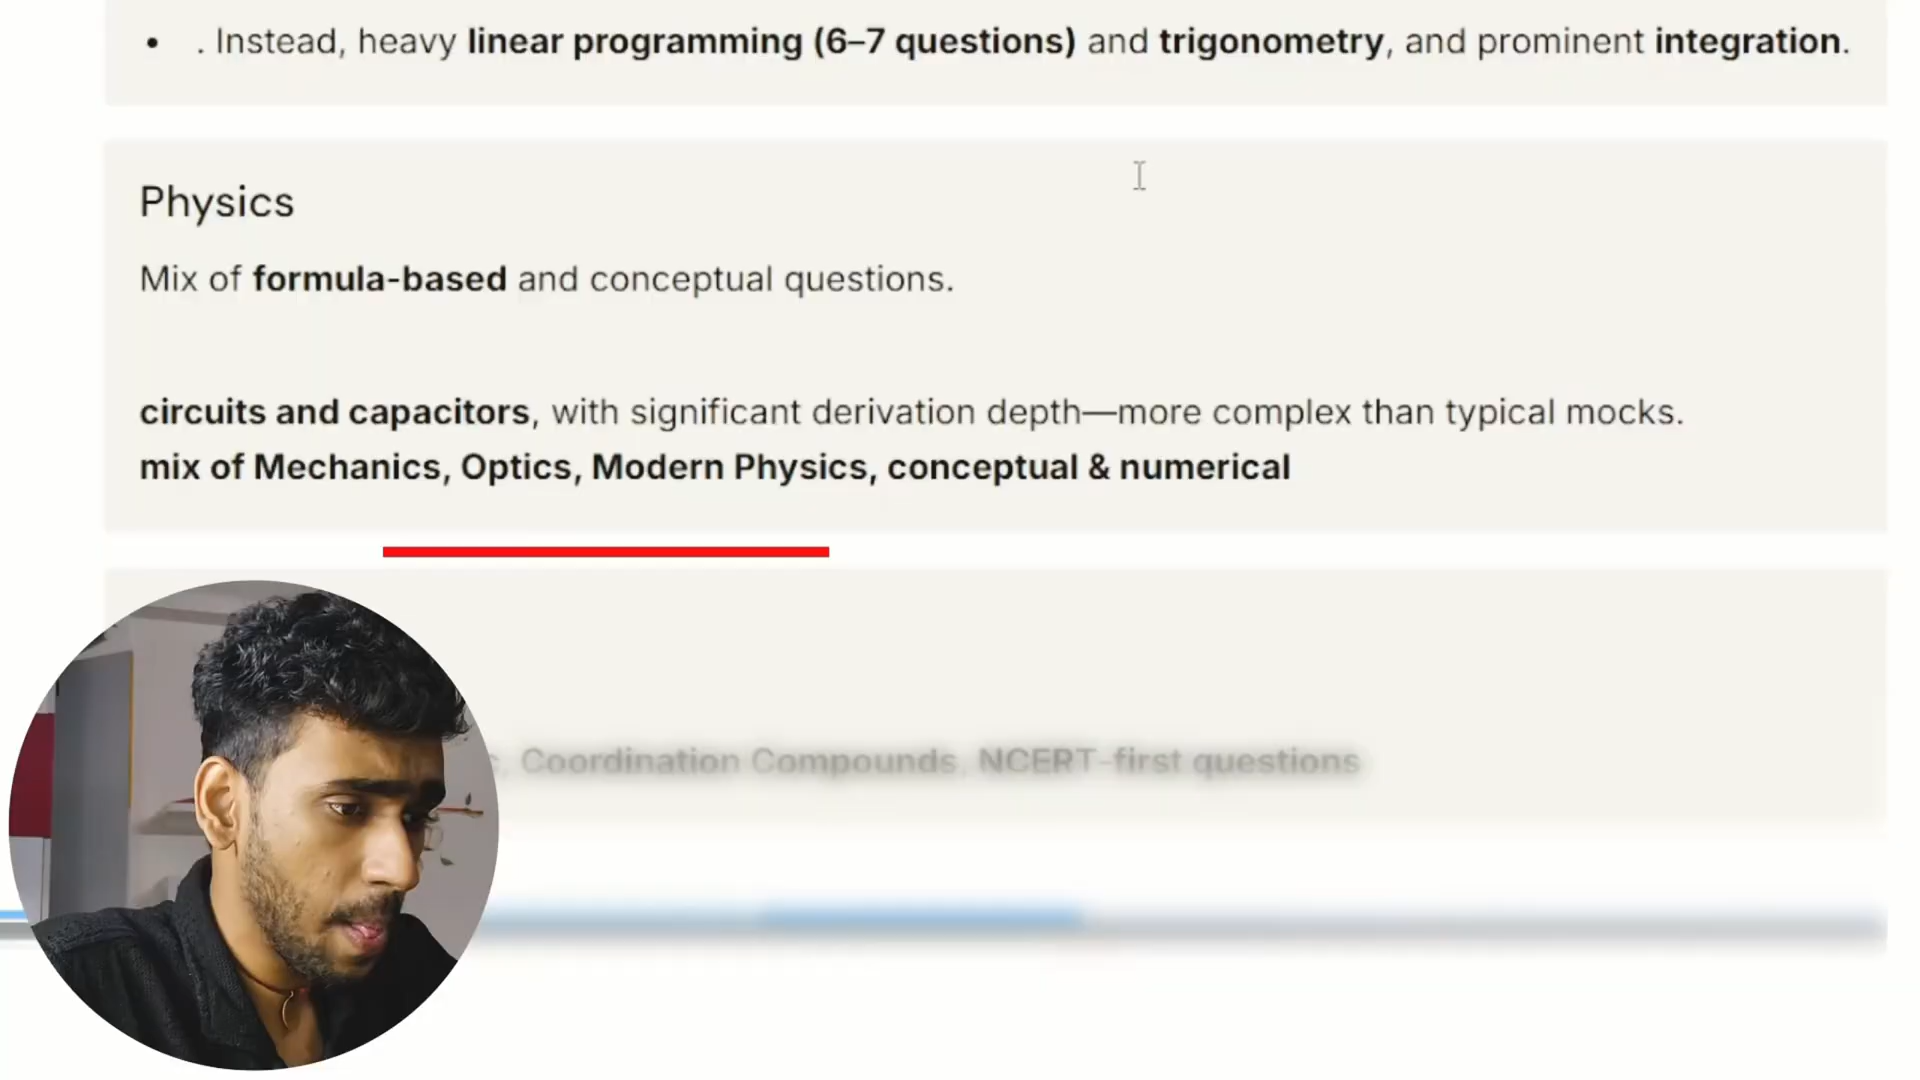 . Instead, heavy linear programming (6–7 questions) and trigonometry, and prominent integration.
Physics
Mix of formula-based and conceptual questions.
circuits and capacitors, with significant derivation depth—more complex than typical mocks.
mix of Mechanics, Optics, Modern Physics, conceptual & numerical
Coordination Compounds, NCERT-first questions